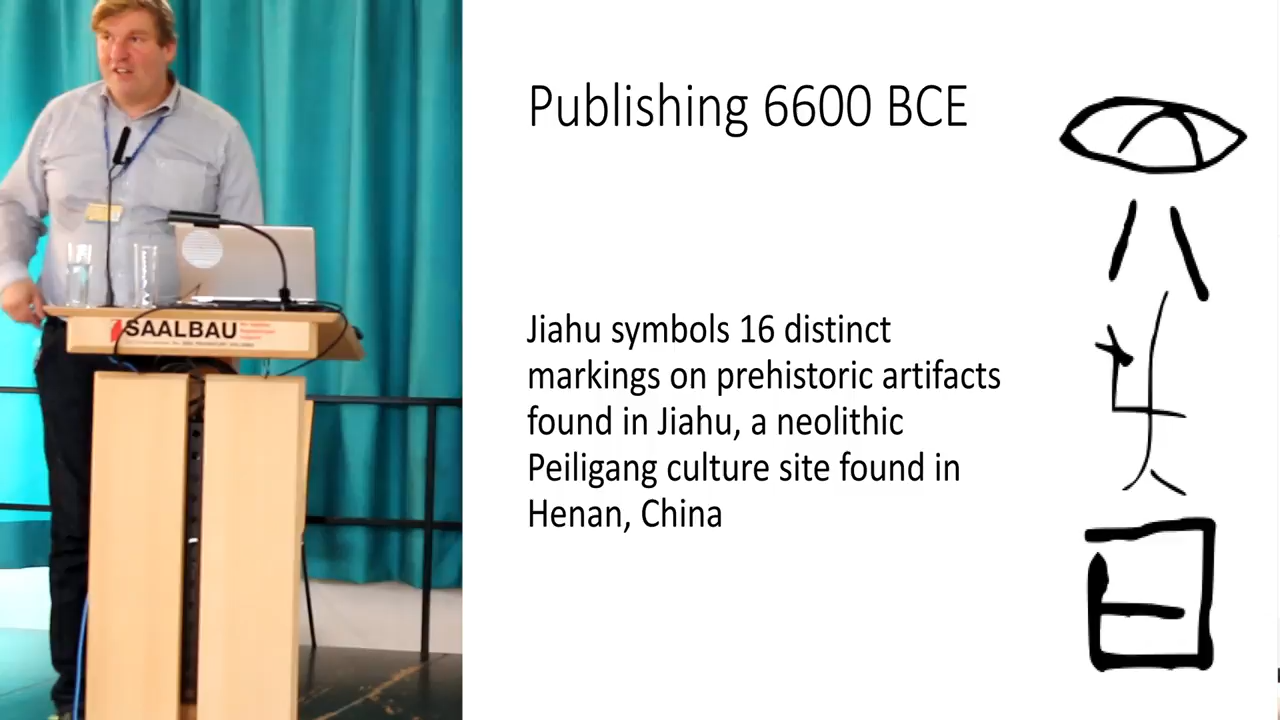 Publishing 6600 BCE
Jiahu symbols 16 distinct
markings on prehistoric artifacts
found in Jiahu, a neolithic
Peiligang culture site found in
Henan, China
SAALBAU